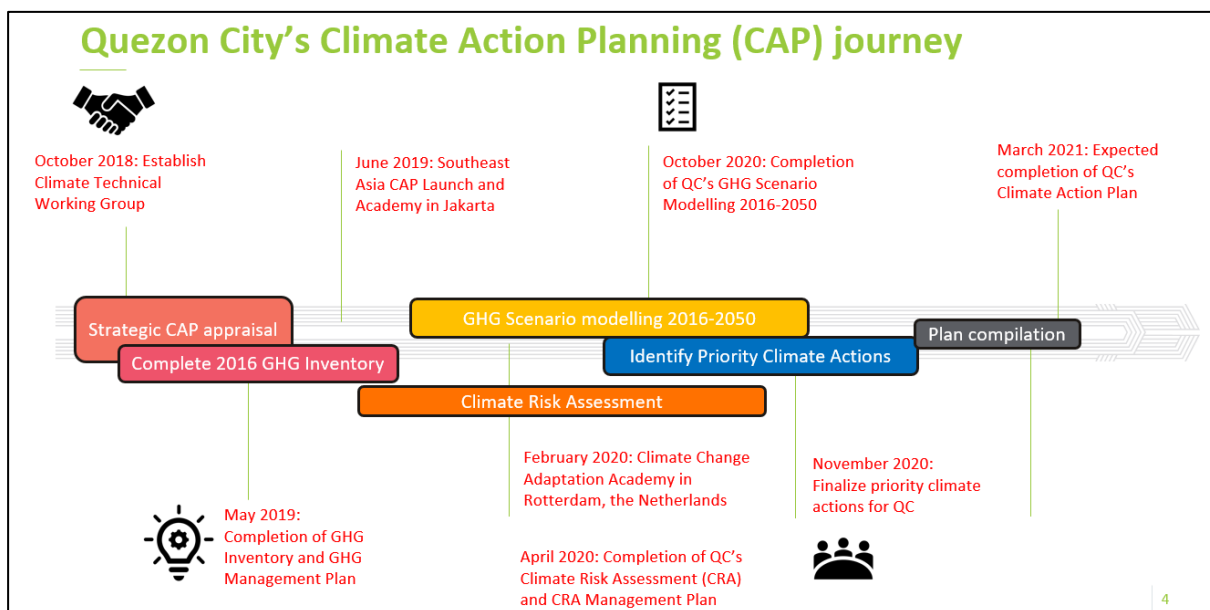 Quezon City's Climate Action Planning (CAP) journey
October 2018: Establish
Climate Technical
Working Group
June 2019: Southeast
Asia CAP Launch and
Academy in Jakarta
October 2020: Completion
of QC's GHG Scenario
Modelling 2016-2050
March 2021: Expected
completion of QC's
Climate Action Plan
Strategic CAP appraisal
Complete 2016 GHG Inventory
GHG Scenario modelling 2016-2050
Identify Priority Climate Actions
Plan compilation
Climate Risk Assessment
May 2019:
Completion of GHG
Inventory and GHG
Management Plan
February 2020: Climate Change
Adaptation Academy in
Rotterdam, the Netherlands
April 2020: Completion of QC's
Climate Risk Assessment (CRA)
and CRA Management Plan
November 2020:
Finalize priority climate
actions for QC
4